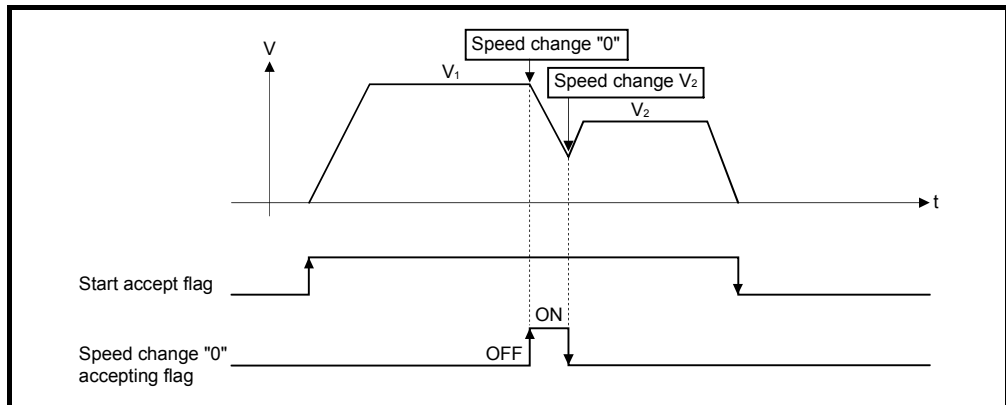 Speed change "0"
V
V1
Speed change V2
V2
t
Start accept flag
ON
OFF
Speed change "0"
accepting flag